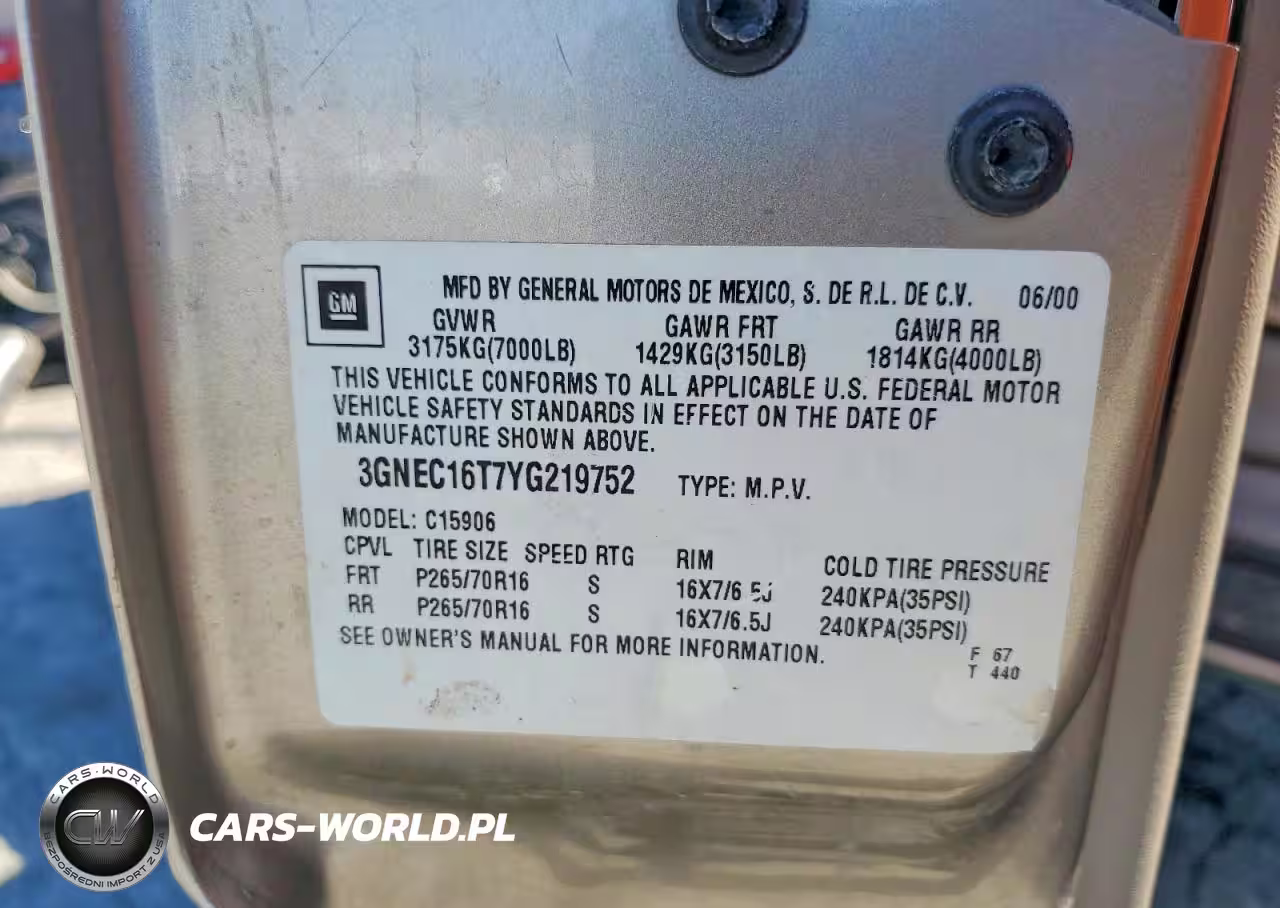 GM
MFD BY GENERAL MOTORS DE MEXICO, S. DE R.L. DE C.V. 06/00
GVWR GAWR FRT GAWR RR
3175KG(7000LB) 1429KG(3150LB) 1814KG(4000LB)
THIS VEHICLE CONFORMS TO ALL APPLICABLE U.S. FEDERAL MOTOR
VEHICLE SAFETY STANDARDS IN EFFECT ON THE DATE OF
MANUFACTURE SHOWN ABOVE.
3GNEC16T7YG219752 TYPE: M.P.V.
MODEL: C15906
CPVL TIRE SIZE SPEED RTG RIM COLD TIRE PRESSURE
FRT P265/70R16 S 16X7/6.5J 240KPA(35PSI)
RR P265/70R16 S 16X7/6.5J 240KPA(35PSI)
SEE OWNER'S MANUAL FOR MORE INFORMATION.
F 67
T 440
CARS-WORLD
CW
BEZPOŚREDNI IMPORT Z USA
CARS-WORLD.PL